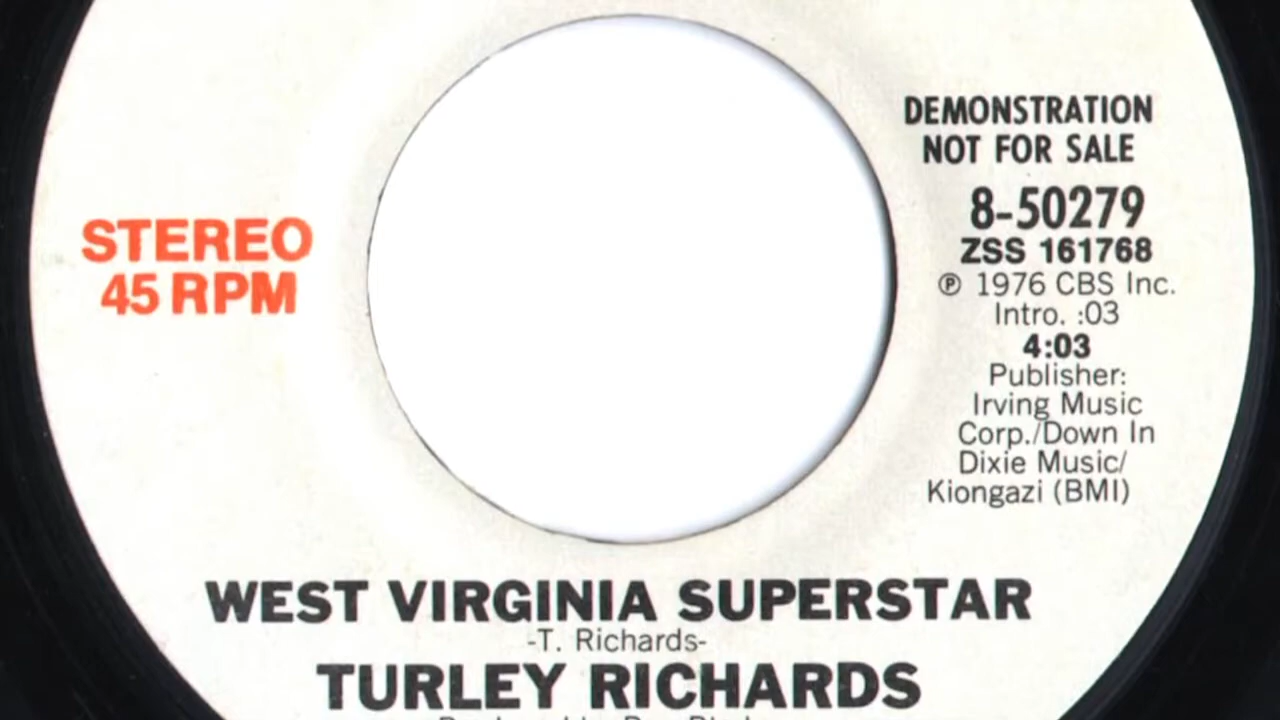 STEREO
45 RPM
DEMONSTRATION
NOT FOR SALE
8-50279
ZSS 161768
℗ 1976 CBS Inc.
Intro. :03
4:03
Publisher:
Irving Music
Corp./Down In
Dixie Music/
Kiongazi (BMI)
WEST VIRGINIA SUPERSTAR
-T. Richards-
TURLEY RICHARDS